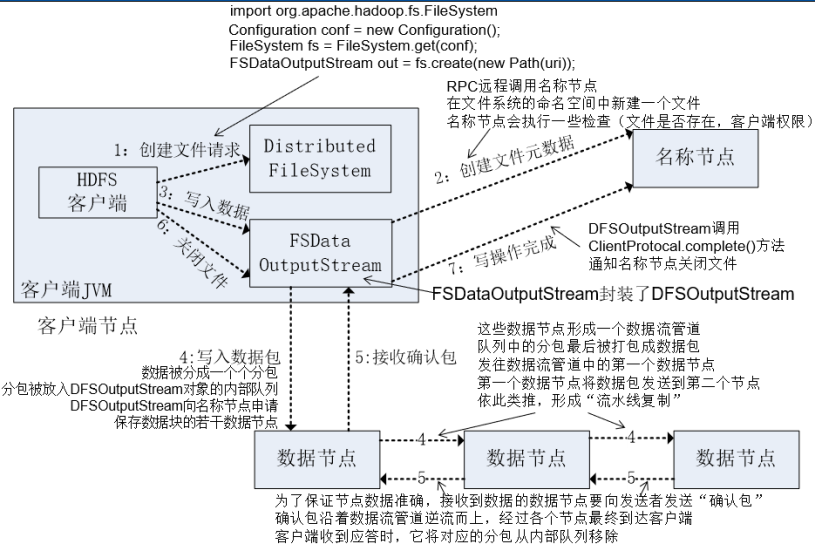 import org.apache.hadoop.fs.FileSystem
Configuration conf = new Configuration();
FileSystem fs = FileSystem.get(conf);
FSDataOutputStream out = fs.create(new Path(uri));
RPC远程调用名称节点
在文件系统的命名空间中新建一个文件
名称节点会执行一些检查（文件是否存在，客户端权限）
1: 创建文件请求
Distributed
FileSystem
2: 创建文件元数据
名称节点
HDFS
客户端
3: 写入数据
6: 关闭文件
FSData
OutputStream
7: 写操作完成
DFSOutputStream调用
ClientProtocal.complete()方法
通知名称节点关闭文件
客户端JVM
FSDataOutputStream封装了DFSOutputStream
客户端节点
4:写入数据包
数据被分成一个个分包
分包被放入DFSOutputStream对象的内部队列
DFSOutputStream向名称节点申请
保存数据块的若干数据节点
5:接收确认包
这些数据节点形成一个数据流管道
队列中的分包最后被打包成数据包
发往数据流管道中的第一个数据节点
第一个数据节点将数据包发送到第二个节点
依此类推，形成“流水线复制”
数据节点
4
5
数据节点
4
5
数据节点
为了保证节点数据准确，接收到数据的数据节点要向发送者发送“确认包”
确认包沿着数据流管道逆流而上，经过各个节点最终到达客户端
客户端收到应答时，它将对应的分包从内部队列移除